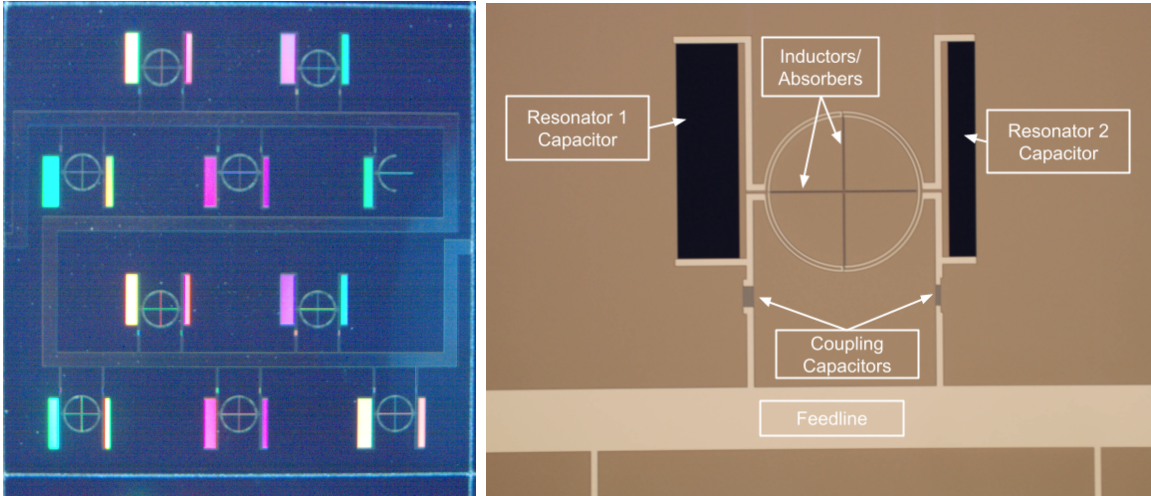 Inductors/
Absorbers
Resonator 1
Capacitor
Resonator 2
Capacitor
Coupling
Capacitors
Feedline